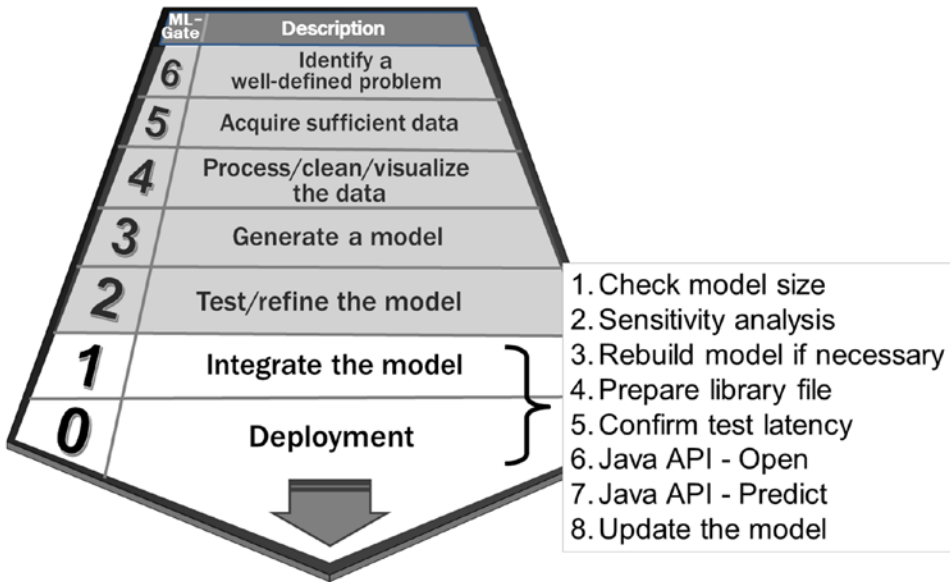 ML-
Gate
Description
6
Identify a
well-defined problem
5
Acquire sufficient data
4
Process/clean/visualize
the data
3
Generate a model
2
Test/refine the model
1
Integrate the model
0
Deployment
1. Check model size
2. Sensitivity analysis
3. Rebuild model if necessary
4. Prepare library file
5. Confirm test latency
6. Java API - Open
7. Java API - Predict
8. Update the model